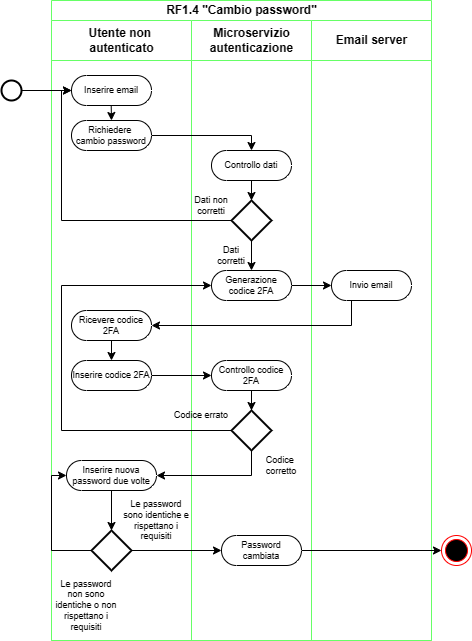 RF1.4 "Cambio password"
Utente non
autenticato
Microservizio
autenticazione
Email server
Inserire email
Richiedere
cambio password
Controllo dati
Dati non
corretti
Dati
corretti
Generazione
codice 2FA
Invio email
Ricevere codice
2FA
Inserire codice 2FA
Controllo codice
2FA
Codice errato
Codice
corretto
Inserire nuova
password due volte
Le password
sono identiche e
rispettano i
requisiti
Password
cambiata
Le password
non sono
identiche o non
rispettano i
requisiti